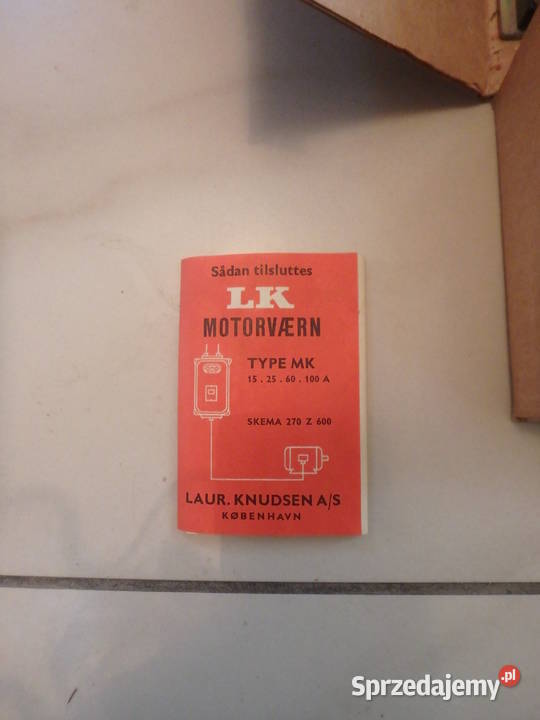 Sådan tilsluttes
LK
MOTORVÆRN
TYPE MK
15 . 25 . 60 . 100 A
SKEMA 270 Z 600
LAUR. KNUDSEN A/S
KØBENHAVN
Sprzedajemy.pl